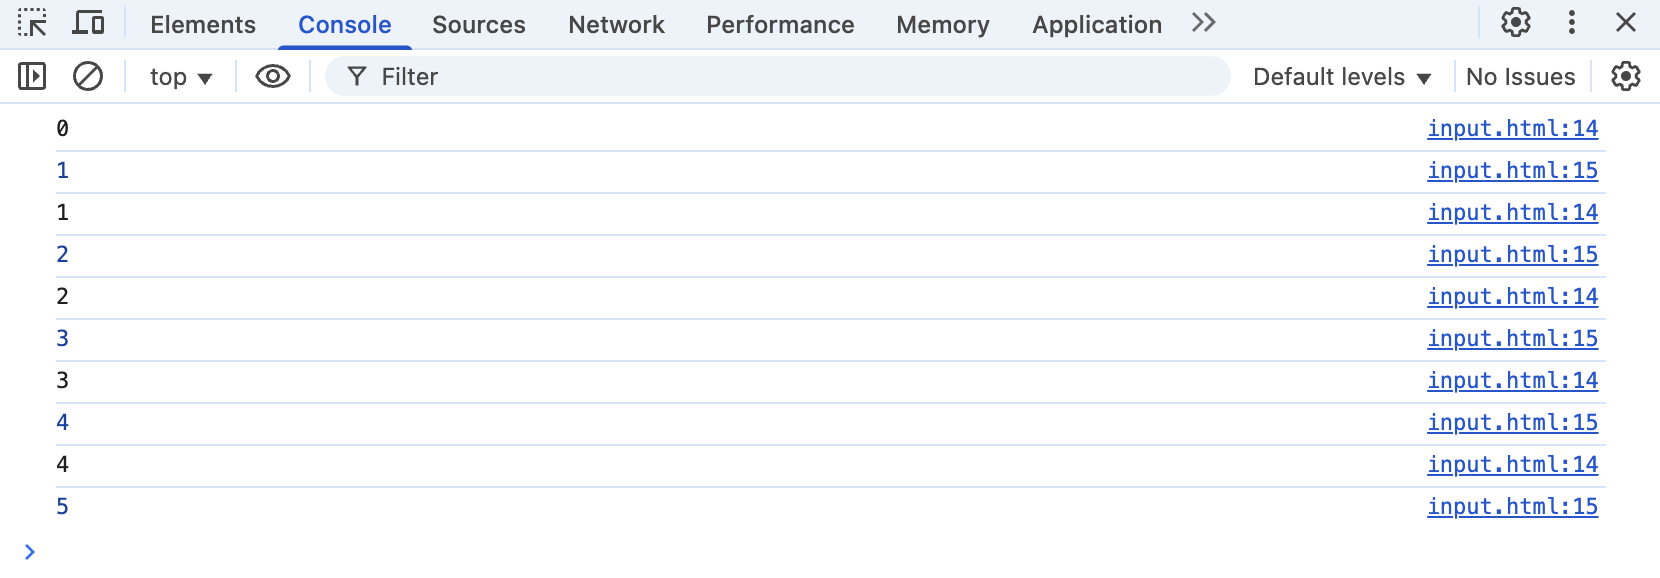 Elements Console Sources Network Performance Memory Application
top Filter Default levels No Issues
0 input.html:14
1 input.html:15
1 input.html:14
2 input.html:15
2 input.html:14
3 input.html:15
3 input.html:14
4 input.html:15
4 input.html:14
5 input.html:15